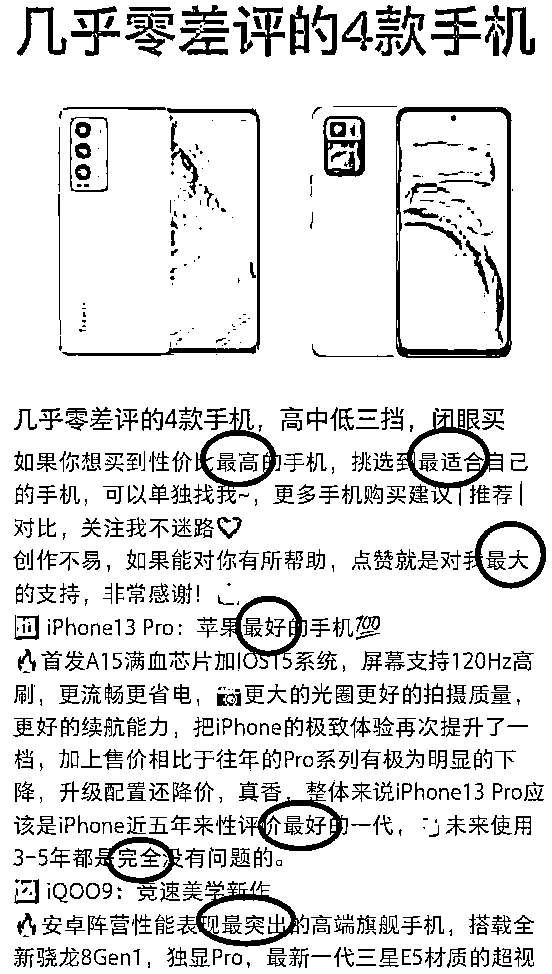 几乎零差评的4款手机
几乎零差评的4款手机，高中低三挡，闭眼买
如果你想买到性价比最高的手机，挑选到最适合自己
的手机，可以单独找我~，更多手机购买建议|推荐|
对比，关注我不迷路♡
创作不易，如果能对你有所帮助，点赞就是对我最大
的支持，非常感谢！
iPhone13 Pro：苹果最好的手机💯
🔥首发A15满血芯片加IOS15系统，屏幕支持120Hz高
刷，更流畅更省电，📷更大的光圈更好的拍摄质量，
更好的续航能力，把iPhone的极致体验再次提升了一
档，加上售价相比于往年的Pro系列有极为明显的下
降，升级配置还降价，真香，整体来说iPhone13 Pro应
该是iPhone近五年来性评价最好的一代，未来使用
3-5年都是完全没有问题的。
iQOO9：竞速美学新作
🔥安卓阵营性能表现最突出的高端旗舰手机，搭载全
新骁龙8Gen1，独显Pro，最新一代三星E5材质的超视